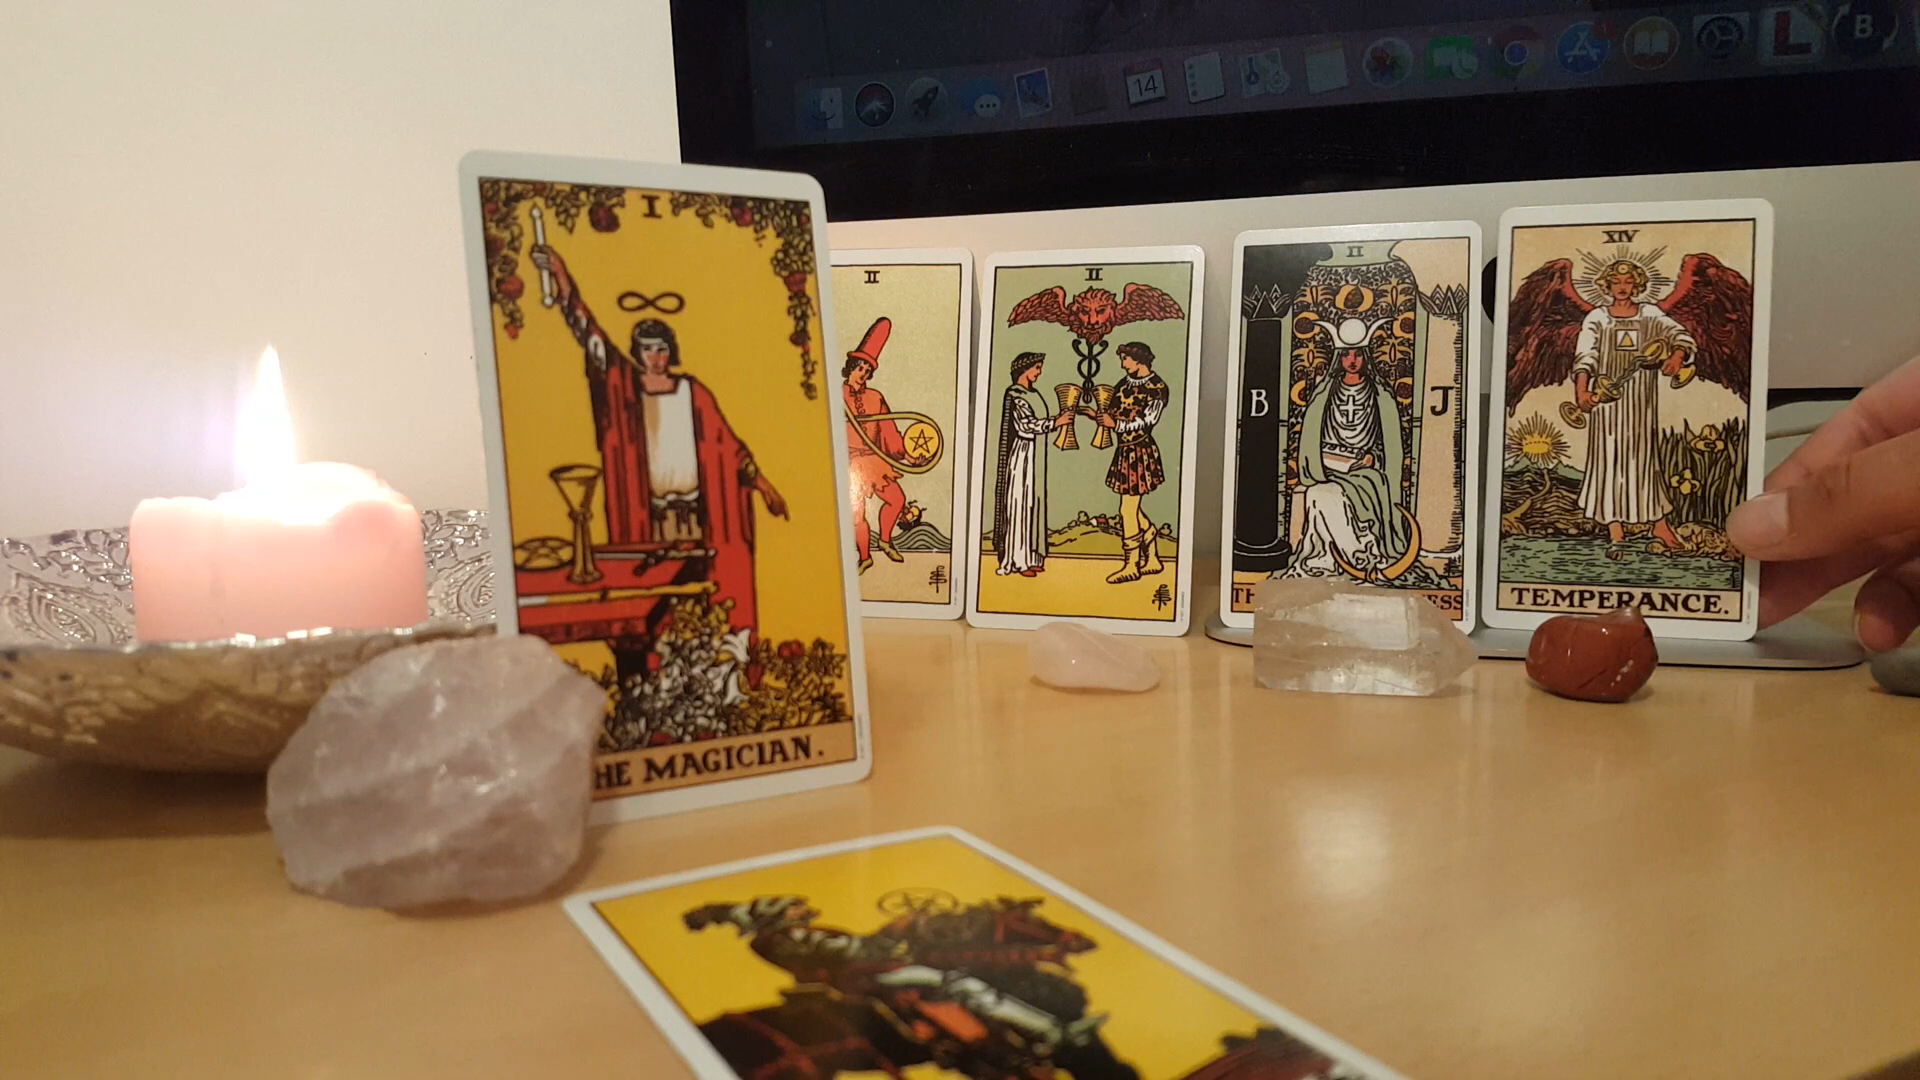 14
L
B
I
II
II
II
XIV
B
J
TH
ESS
TEMPERANCE.
HE MAGICIAN.